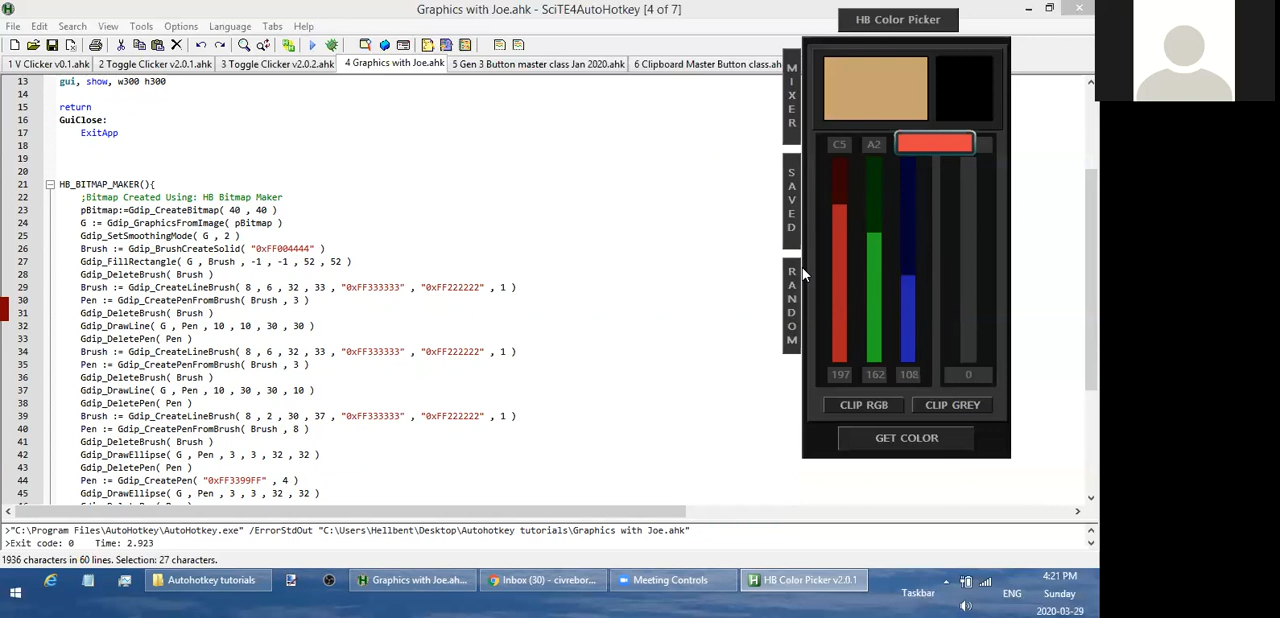 Graphics with Joe.ahk - SciTE4AutoHotkey [4 of 7]
File Edit Search View Tools Options Language Tabs Help
1 V Clicker v0.1.ahk 2 Toggle Clicker v2.0.1.ahk 3 Toggle Clicker v2.0.2.ahk 4 Graphics with Joe.ahk 5 Gen 3 Button master class Jan 2020.ahk 6 Clipboard Master Button class.ahk
13 gui, show, w300 h300
14
15 return
16 GuiClose:
17 ExitApp
18
19
20
21 HB_BITMAP_MAKER(){
22 ;Bitmap Created Using: HB Bitmap Maker
23 pBitmap:=Gdip_CreateBitmap( 40 , 40 )
24 G := Gdip_GraphicsFromImage( pBitmap )
25 Gdip_SetSmoothingMode( G , 2 )
26 Brush := Gdip_BrushCreateSolid( "0xFF004444" )
27 Gdip_FillRectangle( G , Brush , -1 , -1 , 52 , 52 )
28 Gdip_DeleteBrush( Brush )
29 Brush := Gdip_CreateLineBrush( 8 , 6 , 32 , 33 , "0xFF333333" , "0xFF222222" , 1 )
30 Pen := Gdip_CreatePenFromBrush( Brush , 3 )
31 Gdip_DeleteBrush( Brush )
32 Gdip_DrawLine( G , Pen , 10 , 10 , 30 , 30 )
33 Gdip_DeletePen( Pen )
34 Brush := Gdip_CreateLineBrush( 8 , 6 , 32 , 33 , "0xFF333333" , "0xFF222222" , 1 )
35 Pen := Gdip_CreatePenFromBrush( Brush , 3 )
36 Gdip_DeleteBrush( Brush )
37 Gdip_DrawLine( G , Pen , 10 , 30 , 30 , 10 )
38 Gdip_DeletePen( Pen )
39 Brush := Gdip_CreateLineBrush( 8 , 2 , 30 , 37 , "0xFF333333" , "0xFF222222" , 1 )
40 Pen := Gdip_CreatePenFromBrush( Brush , 8 )
41 Gdip_DeleteBrush( Brush )
42 Gdip_DrawEllipse( G , Pen , 3 , 3 , 32 , 32 )
43 Gdip_DeletePen( Pen )
44 Pen := Gdip_CreatePen( "0xFF3399FF" , 4 )
45 Gdip_DrawEllipse( G , Pen , 3 , 3 , 32 , 32 )
HB Color Picker
MIXER
SAVED
RANDOM
C5 A2
197 162 108 0
CLIP RGB CLIP GREY
GET COLOR
>"C:\Program Files\AutoHotkey\AutoHotkey.exe" /ErrorStdOut "C:\Users\Hellbent\Desktop\Autohotkey tutorials\Graphics with Joe.ahk"
>Exit code: 0 Time: 2.923
1936 characters in 60 lines. Selection: 27 characters.
Autohotkey tutorials Graphics with Joe.ahk... Inbox (30) - civrebor... Meeting Controls HB Color Picker v2.0.1
Taskbar
ENG
4:21 PM
Sunday
2020-03-29